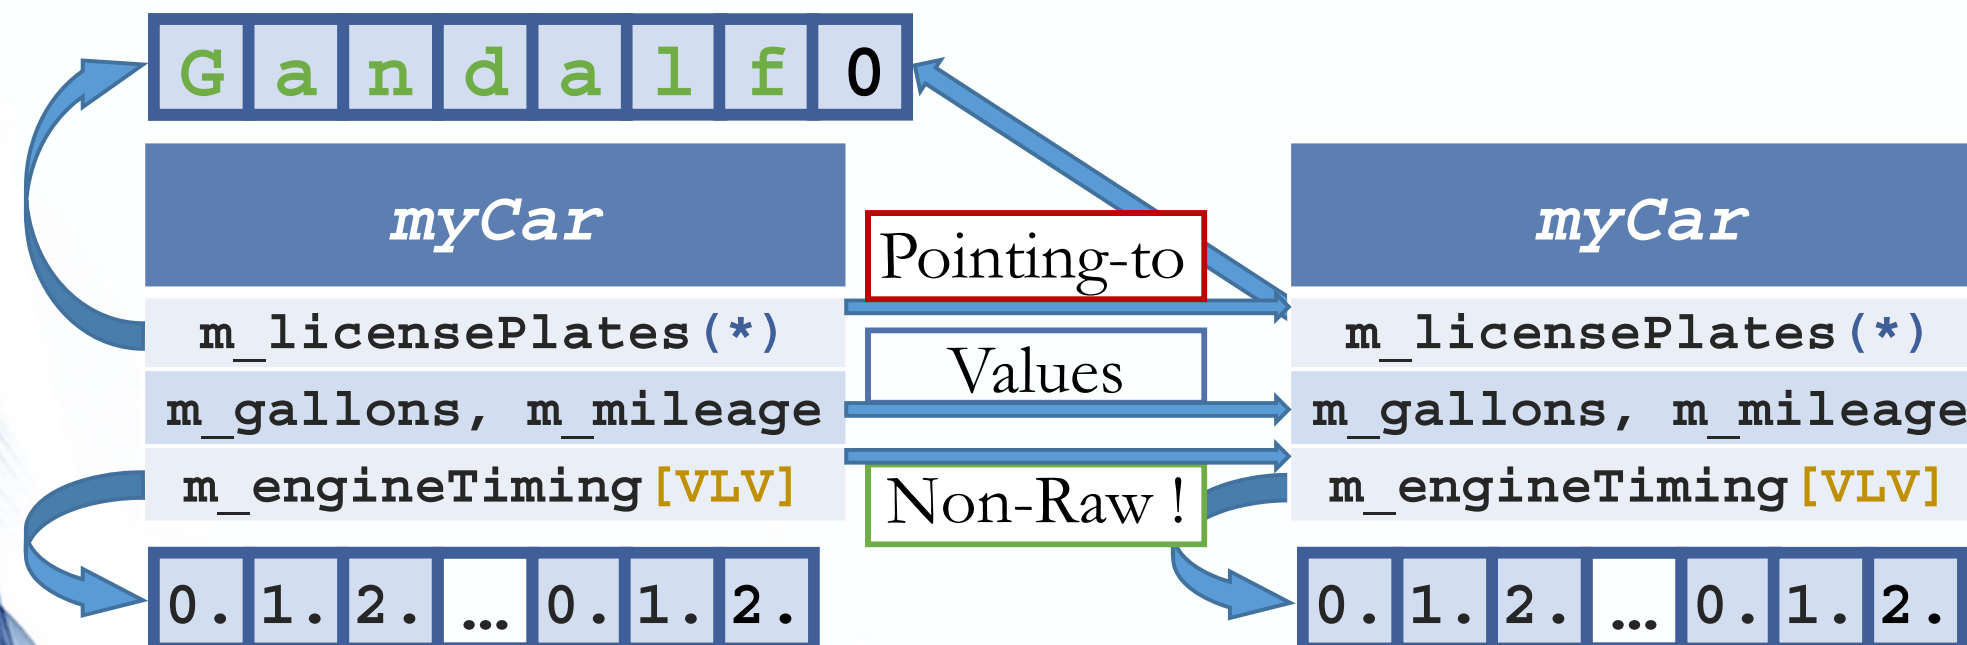 G a n d a l f 0
myCar
m_licensePlates(*)
m_gallons, m_mileage
m_engineTiming[VLV]
0. 1. 2. … 0. 1. 2.
Pointing-to
Values
Non-Raw !
myCar
m_licensePlates(*)
m_gallons, m_mileage
m_engineTiming[VLV]
0. 1. 2. … 0. 1. 2.